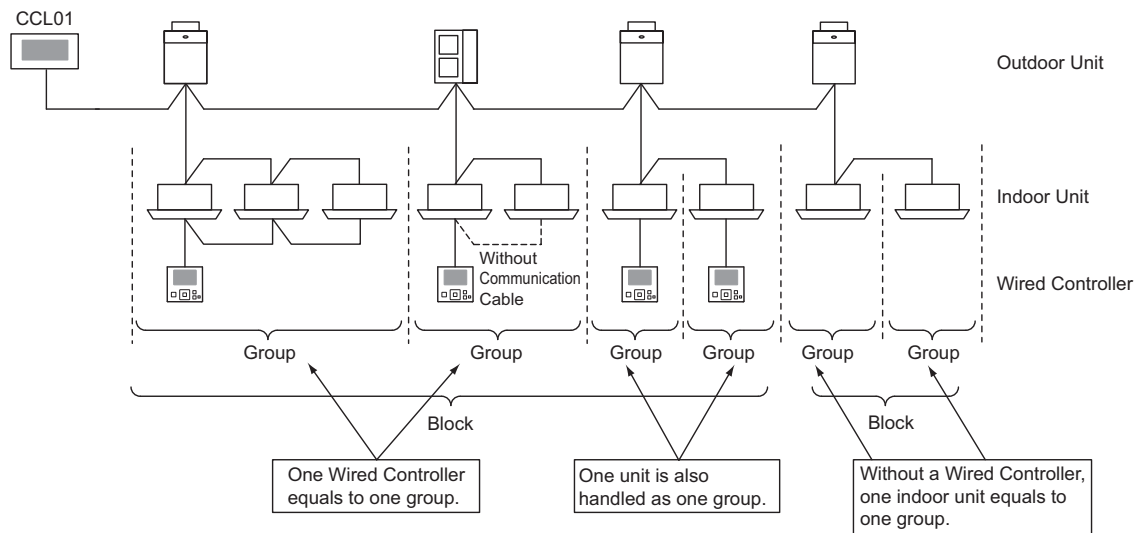 CCL01
Outdoor Unit
Indoor Unit
Without
Communication
Cable
Wired Controller
Group
Group
Group
Group
Group
Group
Block
Block
One Wired Controller
equals to one group.
One unit is also
handled as one group.
Without a Wired Controller,
one indoor unit equals to
one group.